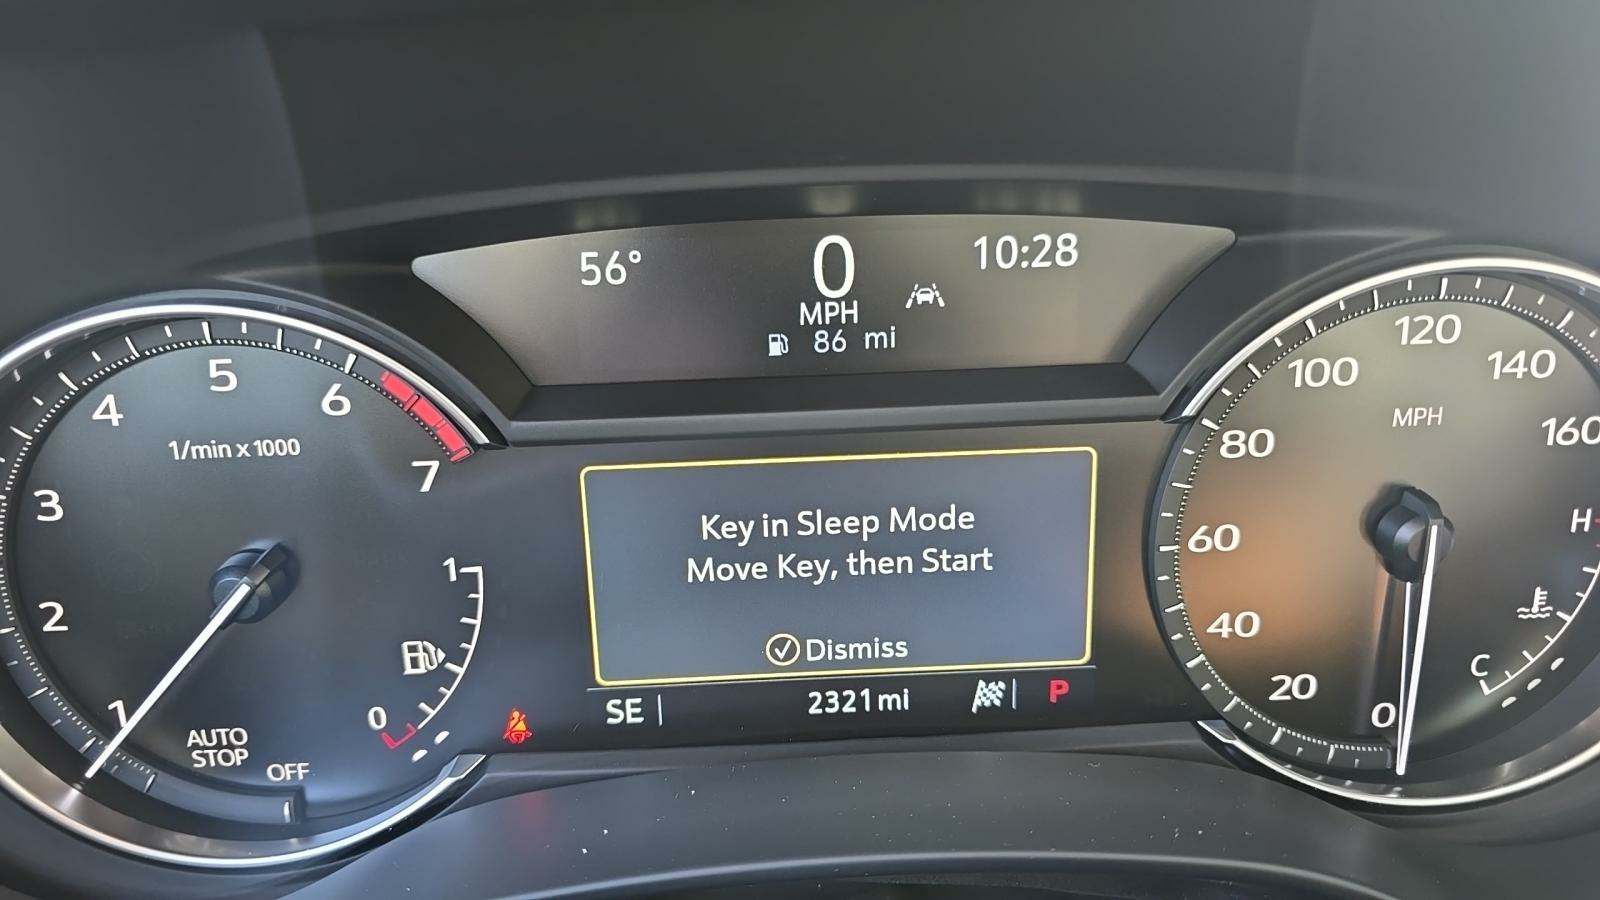 56°
0
MPH
86 mi
10:28
1
2
3
4
5
6
7
1/min x 1000
AUTO
STOP
OFF
1
0
Key in Sleep Mode
Move Key, then Start
Dismiss
SE
2321 mi
P
0
20
40
60
80
100
120
140
160
MPH
H
C